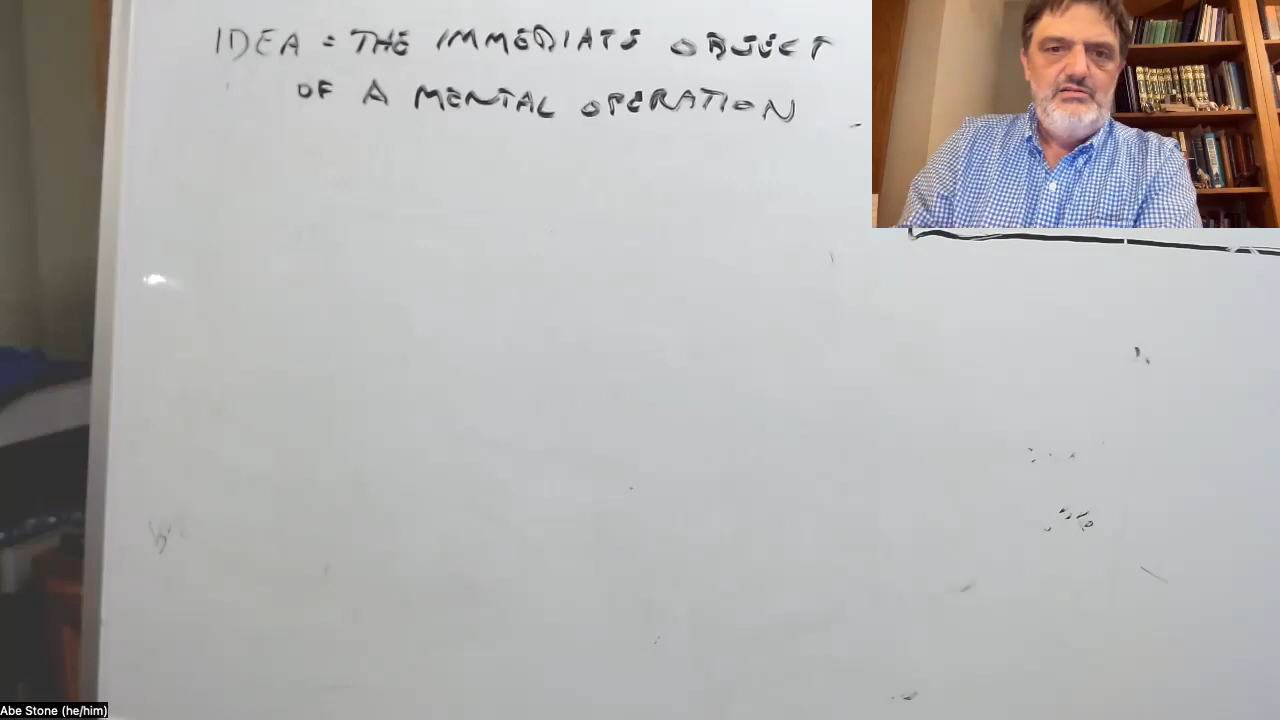 IDEA = THE IMMEDIATE OBJECT
OF A MENTAL OPERATION
Abe Stone (he/him)